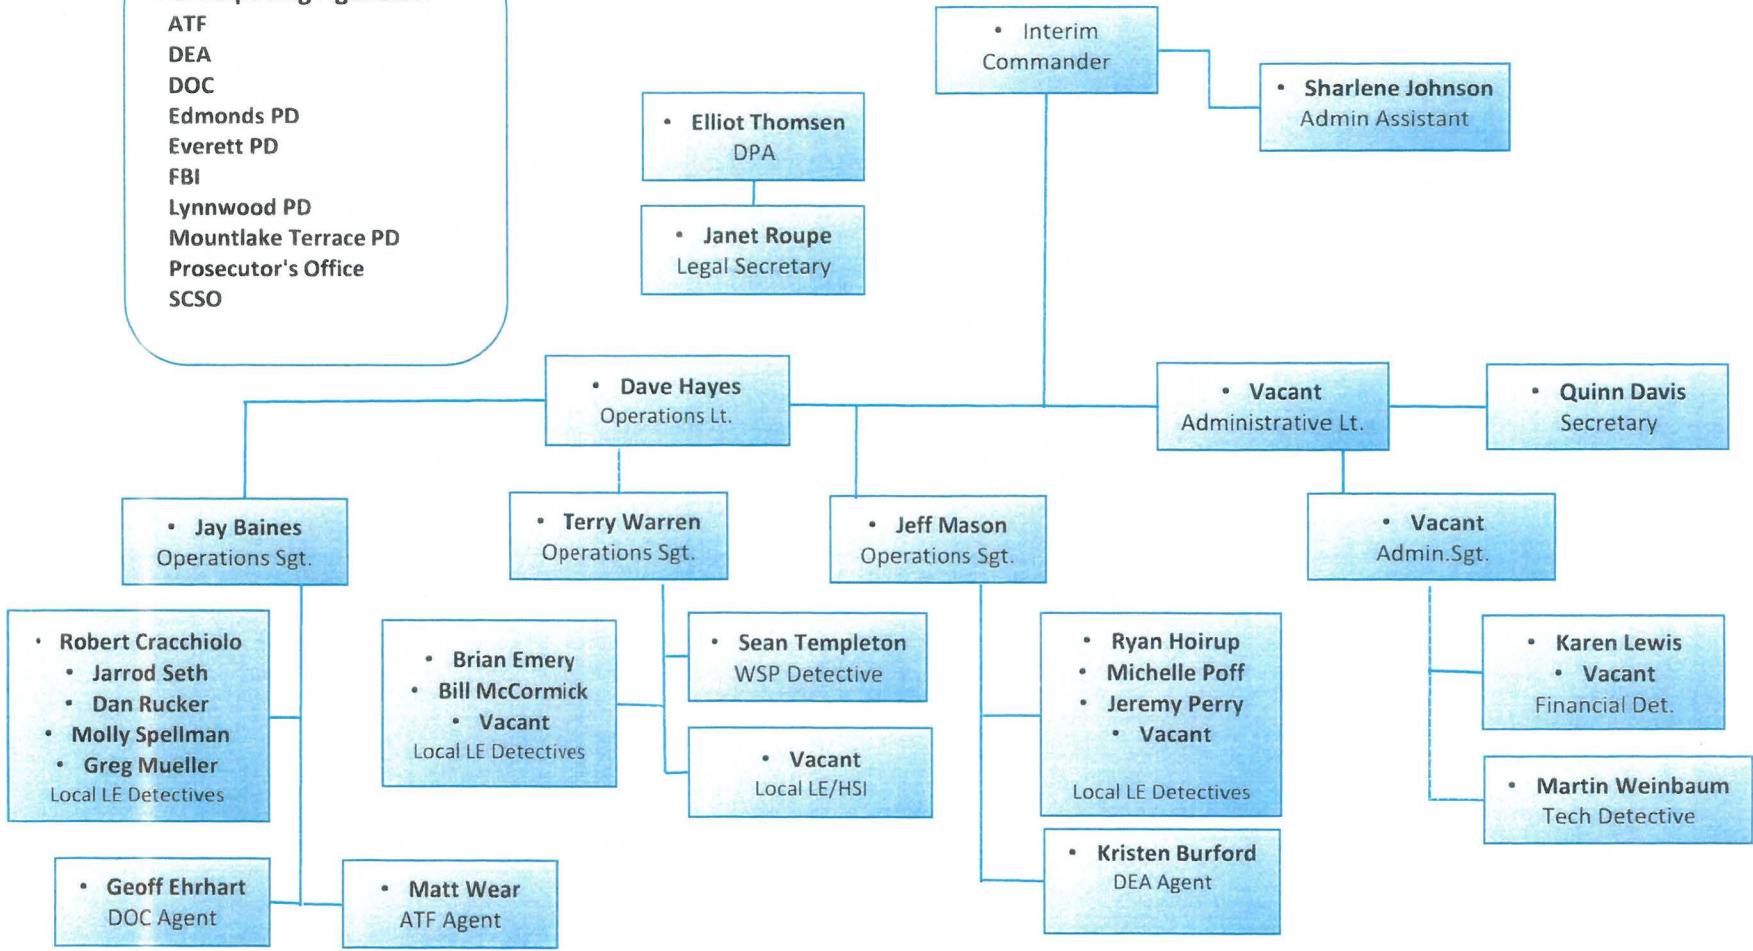 ATF
DEA
DOC
Edmonds PD
Everett PD
FBI
Lynnwood PD
Mountlake Terrace PD
Prosecutor's Office
SCSO
• Interim
Commander
• Sharlene Johnson
Admin Assistant
• Elliot Thomsen
DPA
• Janet Roupe
Legal Secretary
• Dave Hayes
Operations Lt.
• Vacant
Administrative Lt.
• Quinn Davis
Secretary
• Jay Baines
Operations Sgt.
• Terry Warren
Operations Sgt.
• Jeff Mason
Operations Sgt.
• Vacant
Admin.Sgt.
• Robert Cracchiolo
• Jarrod Seth
• Dan Rucker
• Molly Spellman
• Greg Mueller
Local LE Detectives
• Brian Emery
• Bill McCormick
• Vacant
Local LE Detectives
• Sean Templeton
WSP Detective
• Vacant
Local LE/HSI
• Ryan Hoirup
• Michelle Poff
• Jeremy Perry
• Vacant
Local LE Detectives
• Kristen Burford
DEA Agent
• Karen Lewis
• Vacant
Financial Det.
• Martin Weinbaum
Tech Detective
• Geoff Ehrhart
DOC Agent
• Matt Wear
ATF Agent